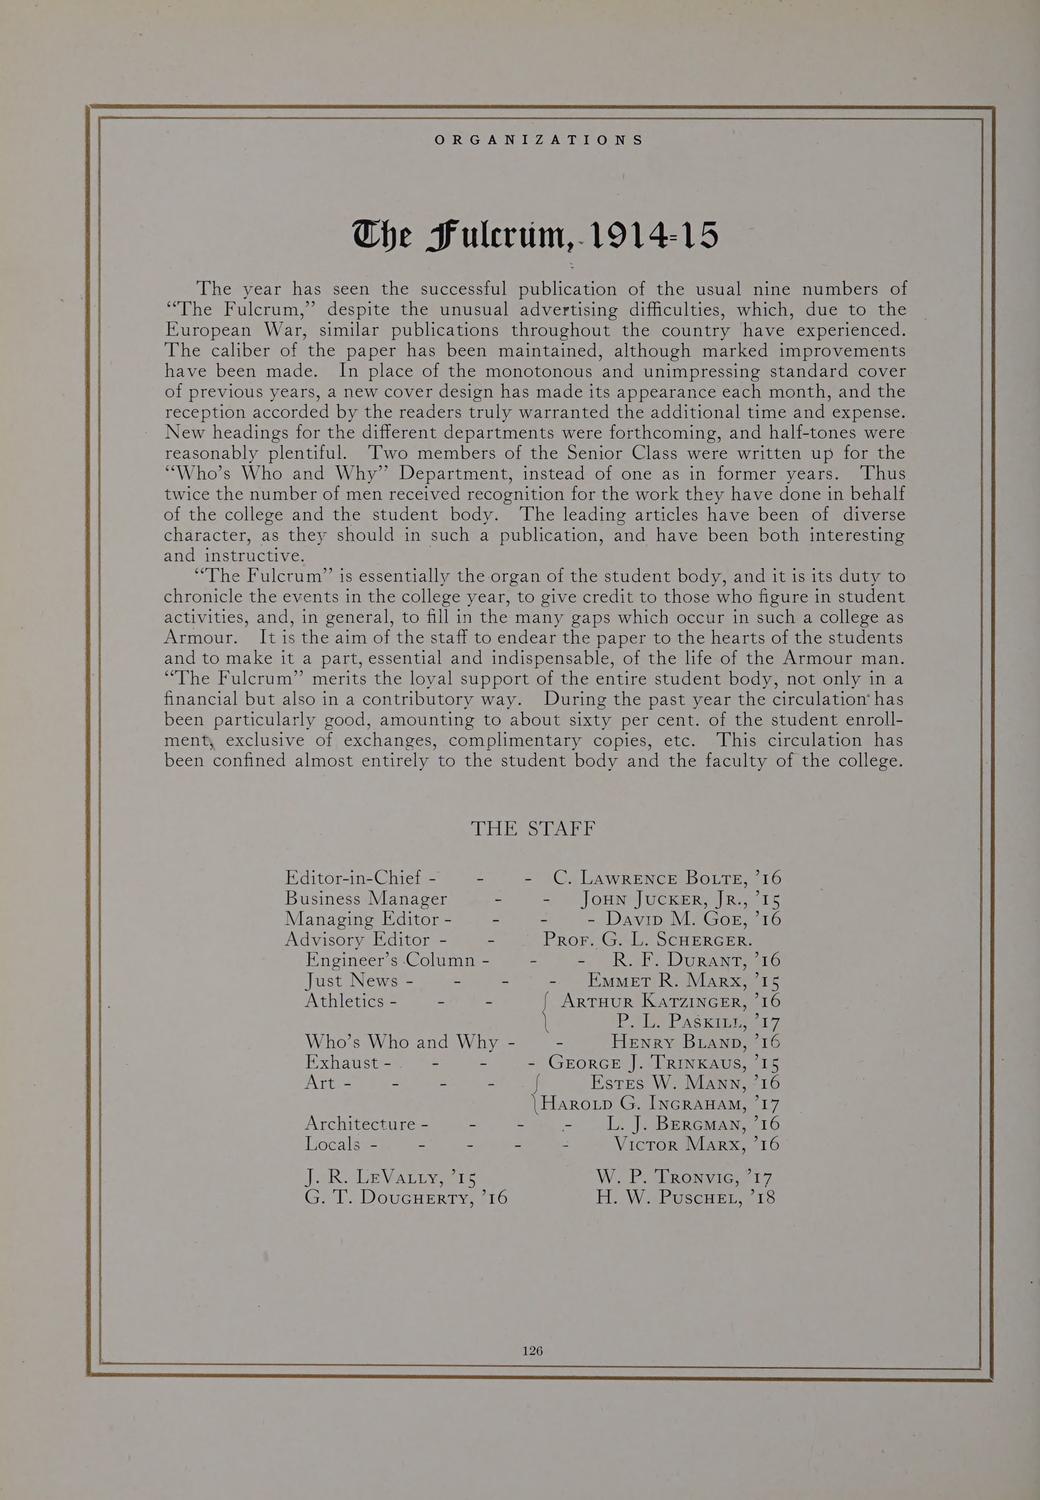 ORGANIZATIONS
The Fulcrum, 1914-15
The year has seen the successful publication of the usual nine numbers of
“The Fulcrum,” despite the unusual advertising difficulties, which, due to the
European War, similar publications throughout the country have experienced.
The caliber of the paper has been maintained, although marked improvements
have been made. In place of the monotonous and unimpressing standard cover
of previous years, a new cover design has made its appearance each month, and the
reception accorded by the readers truly warranted the additional time and expense.
New headings for the different departments were forthcoming, and half-tones were
reasonably plentiful. Two members of the Senior Class were written up for the
“Who’s Who and Why” Department, instead of one as in former years. Thus
twice the number of men received recognition for the work they have done in behalf
of the college and the student body. The leading articles have been of diverse
character, as they should in such a publication, and have been both interesting
and instructive.
“The Fulcrum” is essentially the organ of the student body, and it is its duty to
chronicle the events in the college year, to give credit to those who figure in student
activities, and, in general, to fill in the many gaps which occur in such a college as
Armour. It is the aim of the staff to endear the paper to the hearts of the students
and to make it a part, essential and indispensable, of the life of the Armour man.
“The Fulcrum” merits the loyal support of the entire student body, not only in a
financial but also in a contributory way. During the past year the circulation has
been particularly good, amounting to about sixty per cent. of the student enroll-
ment, exclusive of exchanges, complimentary copies, etc. This circulation has
been confined almost entirely to the student body and the faculty of the college.
THE STAFF
Editor-in-Chief - - - C. Lawrence Bolte, ’16
Business Manager - - John Jucker, Jr., ’15
Managing Editor - - - - David M. Goe, ’16
Advisory Editor - - Prof. G. L. Scherger.
Engineer’s Column - - - R. F. Durant, ’16
Just News - - - - Emmet R. Marx, ’15
Athletics - - - { Arthur Katzinger, ’16
P. L. Paskill, ’17
Who’s Who and Why - - Henry Bland, ’16
Exhaust - - - - George J. Trinkaus, ’15
Art - - - - { Estes W. Mann, ’16
Harold G. Ingraham, ’17
Architecture - - - - L. J. Bergman, ’16
Locals - - - - - Victor Marx, ’16
J. R. LeVally, ’15 W. P. Tronvig, ’17
G. T. Dougherty, ’16 H. W. Puschel, ’18
126